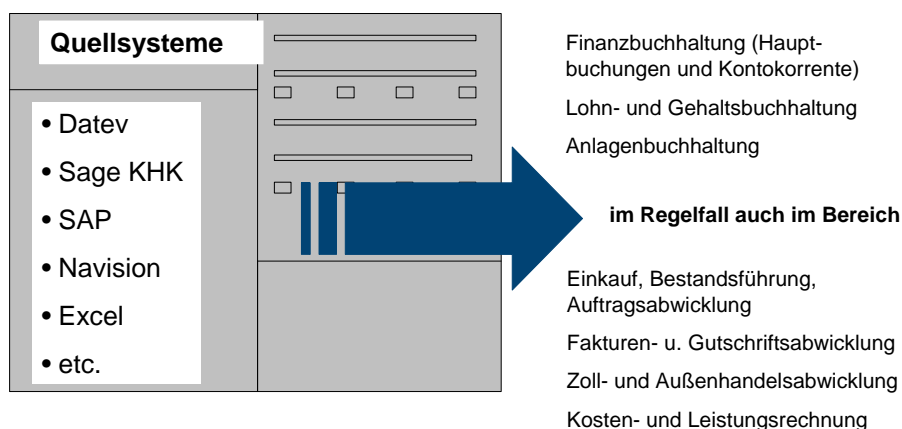 Quellsysteme
• Datev
• Sage KHK
• SAP
• Navision
• Excel
• etc.
Finanzbuchhaltung (Haupt-
buchungen und Kontokorrente)
Lohn- und Gehaltsbuchhaltung
Anlagenbuchhaltung
im Regelfall auch im Bereich
Einkauf, Bestandsführung,
Auftragsabwicklung
Fakturen- u. Gutschriftsabwicklung
Zoll- und Außenhandelsabwicklung
Kosten- und Leistungsrechnung